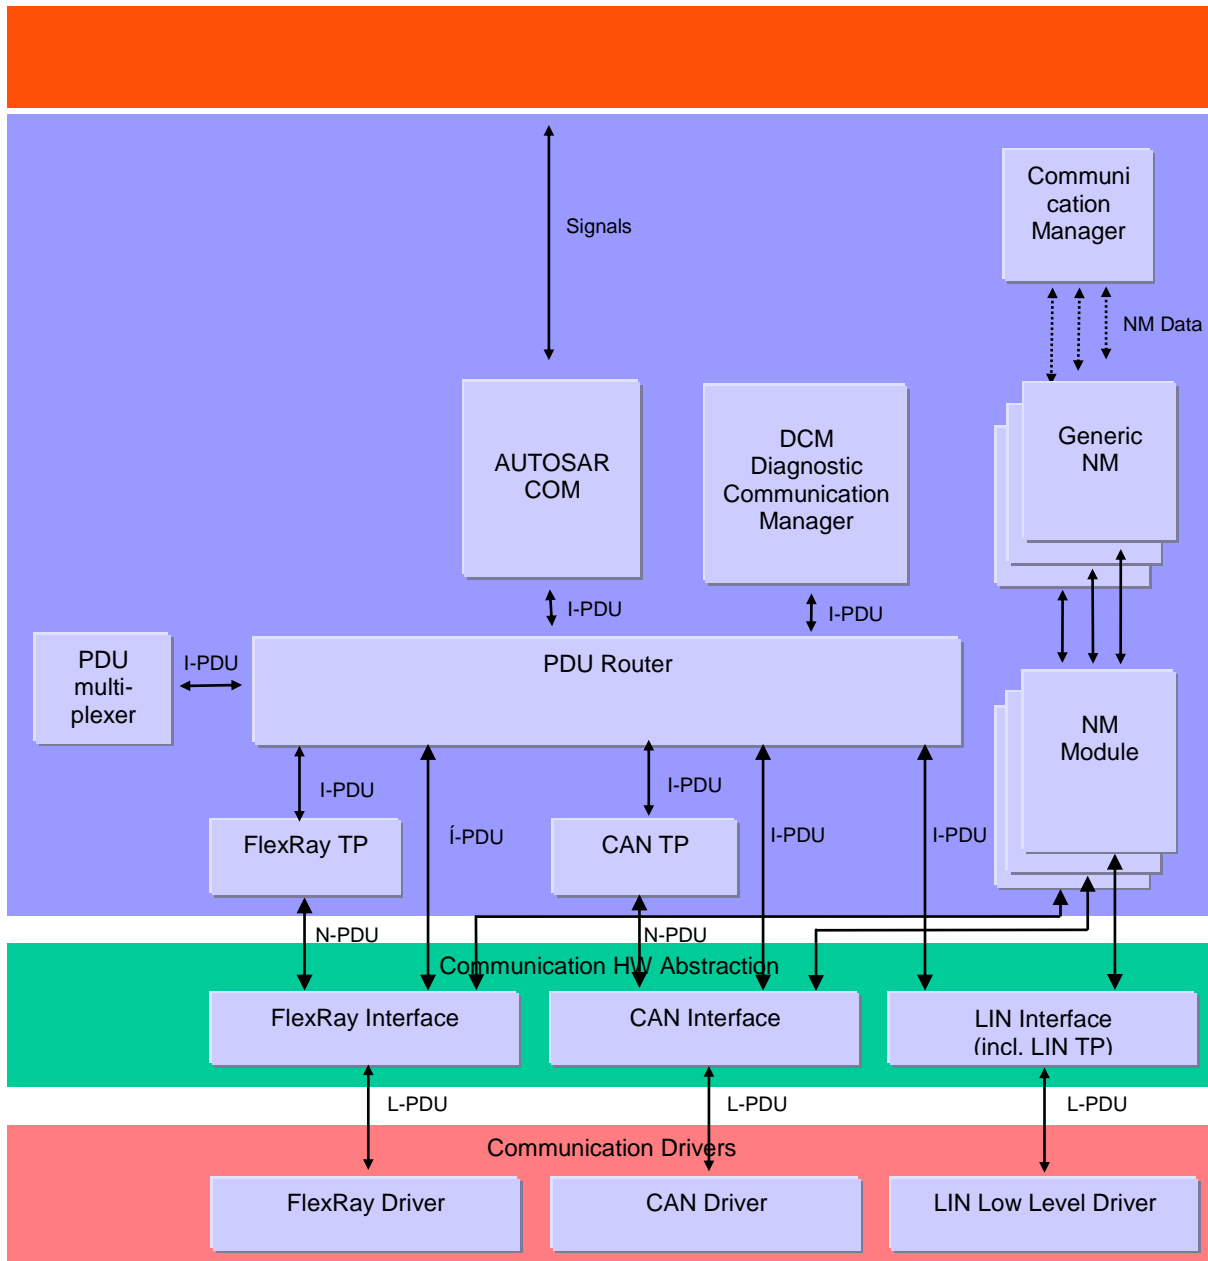 Communi
cation
Manager
Signals
NM Data
AUTOSAR
COM
DCM
Diagnostic
Communication
Manager
Generic
NM
I-PDU
I-PDU
PDU
multi-
plexer
I-PDU
PDU Router
NM
Module
I-PDU
I-PDU
FlexRay TP
Í-PDU
CAN TP
I-PDU
I-PDU
N-PDU
N-PDU
Communication HW Abstraction
FlexRay Interface
CAN Interface
LIN Interface
(incl. LIN TP)
L-PDU
L-PDU
L-PDU
Communication Drivers
FlexRay Driver
CAN Driver
LIN Low Level Driver